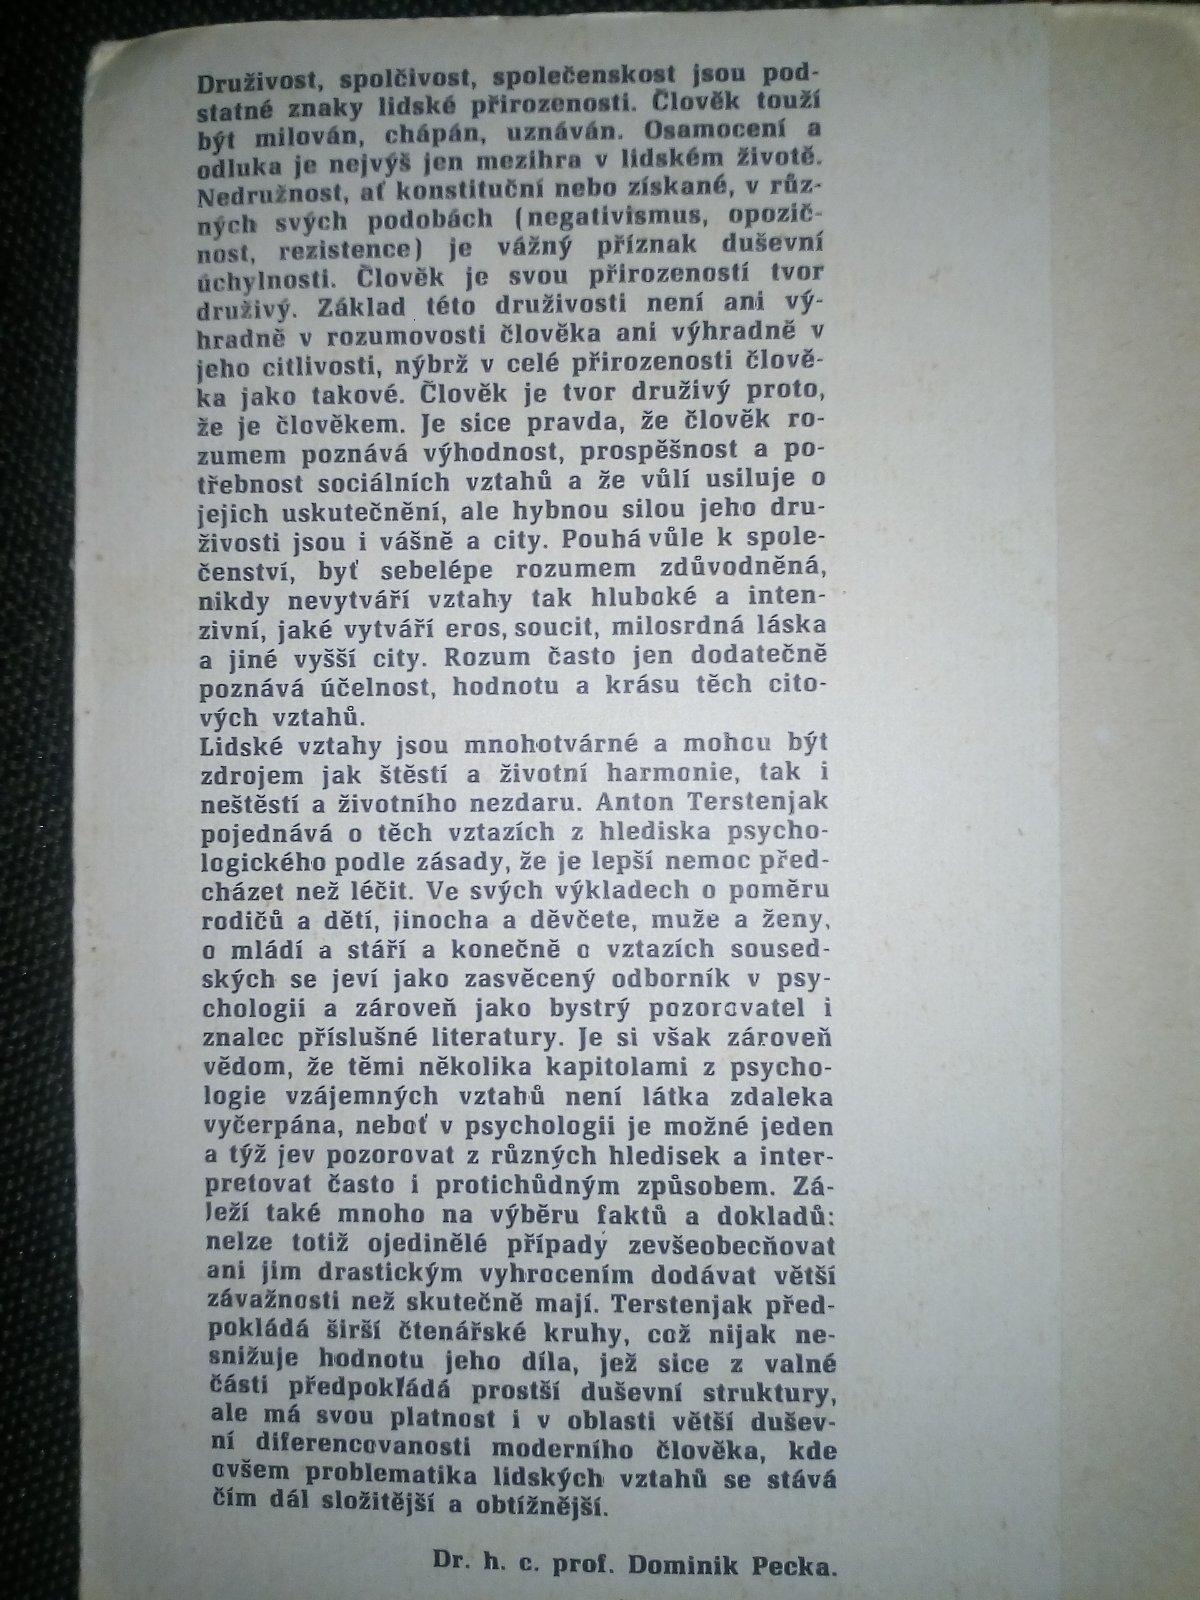 Druživost, spolčivost, společenskost jsou pod-
statné znaky lidské přirozenosti. Člověk touží
být milován, chápán, uznáván. Osamocení a
odluka je nejvýš jen mezihra v lidském životě.
Nedružnost, ať konstituční nebo získané, v růz-
ných svých podobách (negativismus, opozič-
nost, rezistence) je vážný příznak duševní
úchylnosti. Člověk je svou přirozeností tvor
druživý. Základ této druživosti není ani vý-
hradně v rozumovosti člověka ani výhradně v
jeho citlivosti, nýbrž v celé přirozenosti člově-
ka jako takové. Člověk je tvor druživý proto,
že je člověkem. Je sice pravda, že člověk ro-
zumem poznává výhodnost, prospěšnost a po-
třebnost sociálních vztahů a že vůlí usiluje o
jejich uskutečnění, ale hybnou silou jeho dru-
živosti jsou i vášně a city. Pouhá vůle k spole-
čenství, byť sebelépe rozumem zdůvodněná,
nikdy nevytváří vztahy tak hluboké a inten-
zivní, jaké vytváří eros, soucit, milosrdná láska
a jiné vyšší city. Rozum často jen dodatečně
poznává účelnost, hodnotu a krásu těch cito-
vých vztahů.
Lidské vztahy jsou mnohotvárné a mohou být
zdrojem jak štěstí a životní harmonie, tak i
neštěstí a životního nezdaru. Anton Terstenjak
pojednává o těch vztazích z hlediska psycho-
logického podle zásady, že je lepší nemoc před-
cházet než léčit. Ve svých výkladech o poměru
rodičů a dětí, jinocha a děvčete, muže a ženy,
o mládí a stáří a konečně o vztazích soused-
ských se jeví jako zasvěcený odborník v psy-
chologii a zároveň jako bystrý pozorovatel i
znalec příslušné literatury. Je si však zároveň
vědom, že těmi několika kapitolami z psycho-
logie vzájemných vztahů není látka zdaleka
vyčerpána, neboť v psychologii je možné jeden
a týž jev pozorovat z různých hledisek a inter-
pretovat často i protichůdným způsobem. Zá-
leží také mnoho na výběru faktů a dokladů:
nelze totiž ojedinělé případy zevšeobecňovat
ani jim drastickým vyhrocením dodávat větší
závažnosti než skutečně mají. Terstenjak před-
pokládá širší čtenářské kruhy, což nijak ne-
snižuje hodnotu jeho díla, jež sice z valné
části předpokládá prostší duševní struktury,
ale má svou platnost i v oblasti větší dušev-
ní diferencovanosti moderního člověka, kde
ovšem problematika lidských vztahů se stává
čím dál složitější a obtížnější.
Dr. h. c. prof. Dominik Pecka.